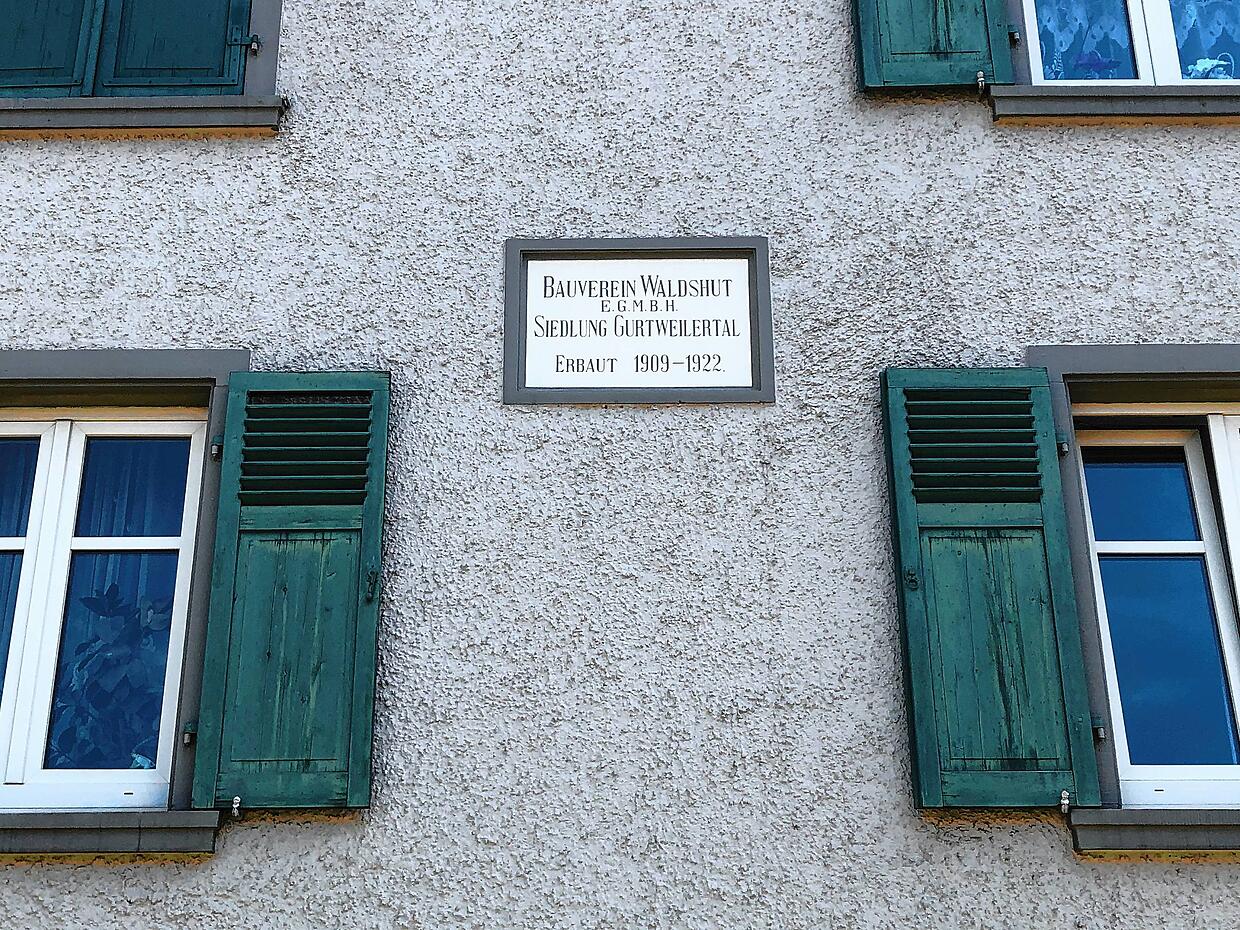 BAUVEREIN WALDSHUT
E.G.M.B.H.
SIEDLUNG GURTWEILERTAL
ERBAUT 1909–1922.